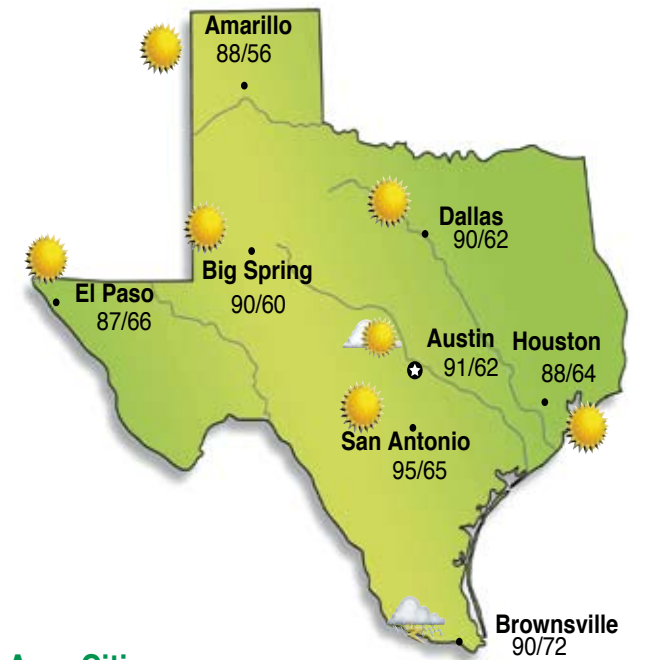 Amarillo
88/56
Dallas
90/62
Big Spring
90/60
El Paso
87/66
Austin
91/62
Houston
88/64
San Antonio
95/65
Brownsville
90/72